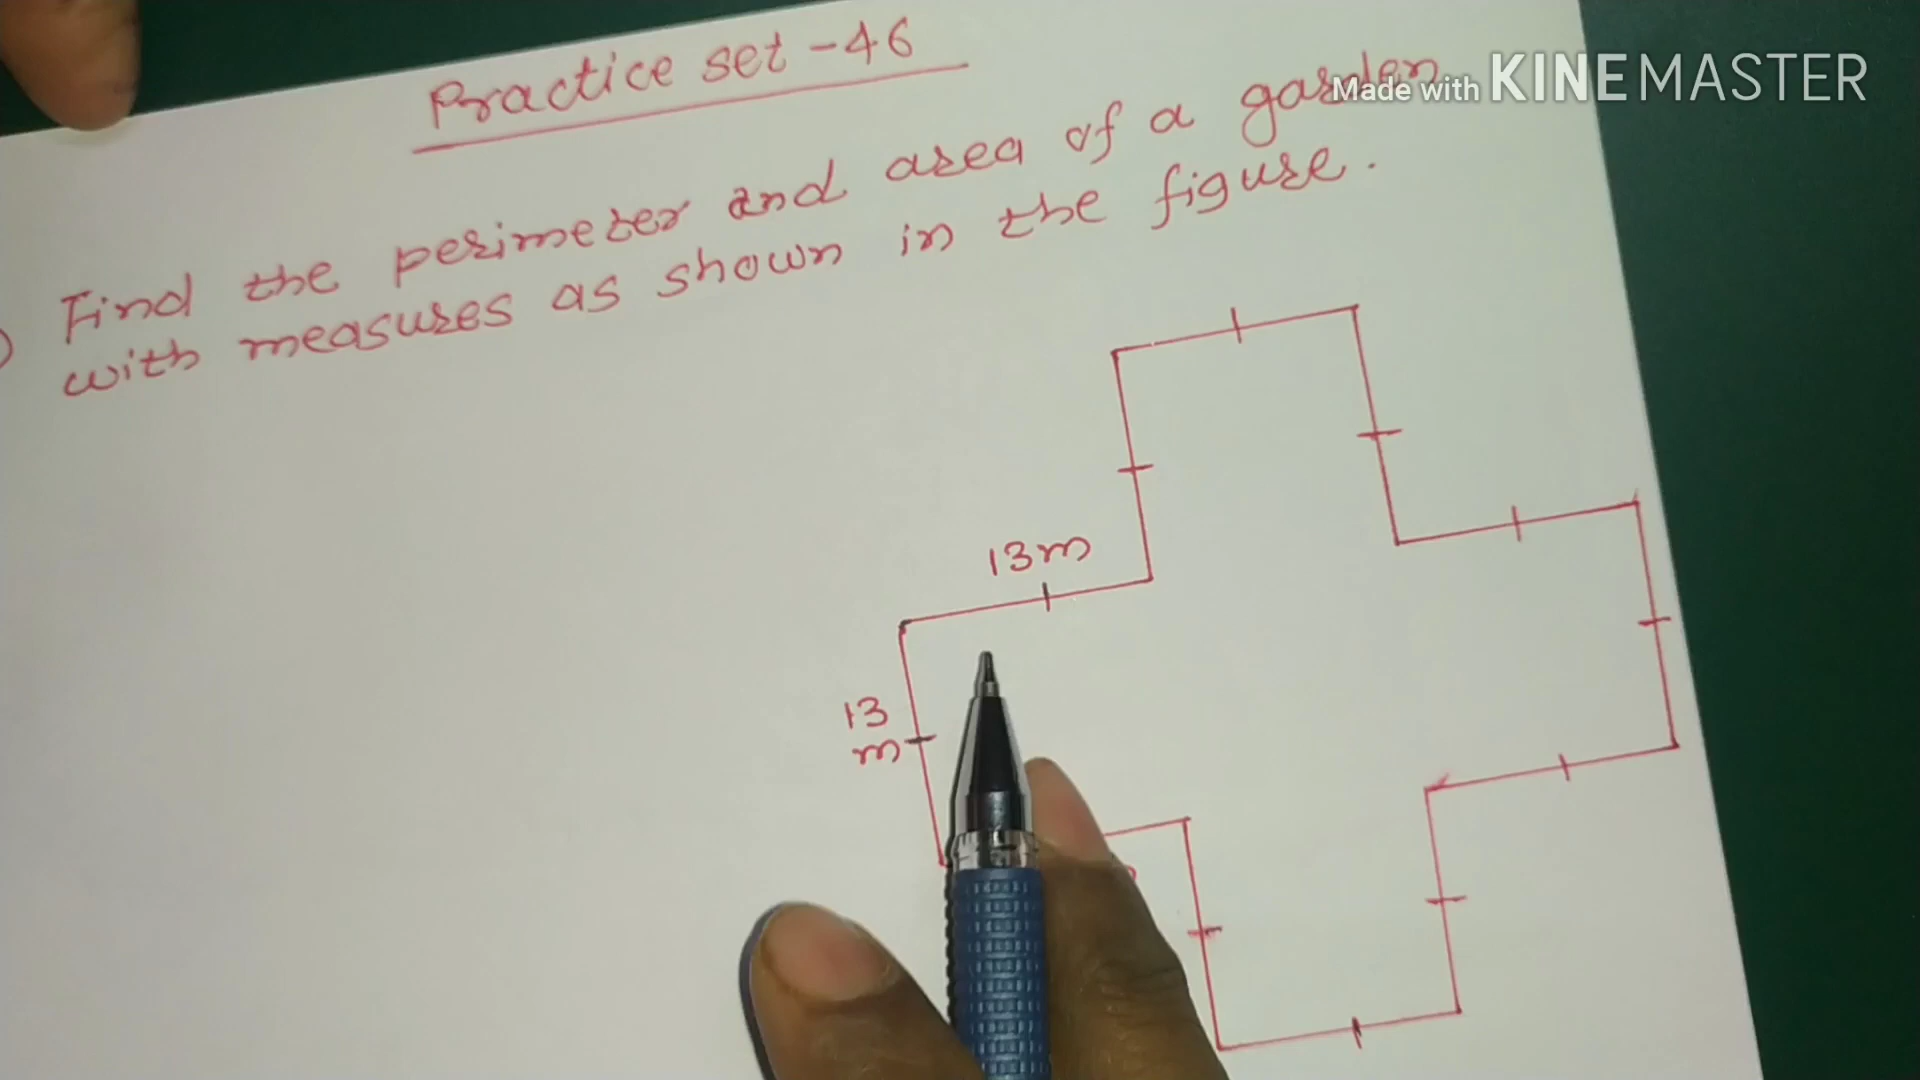 Practice set - 46
Made with KINEMASTER
Find the perimeter and area of a garden
with measures as shown in the figure.
13m
13
m